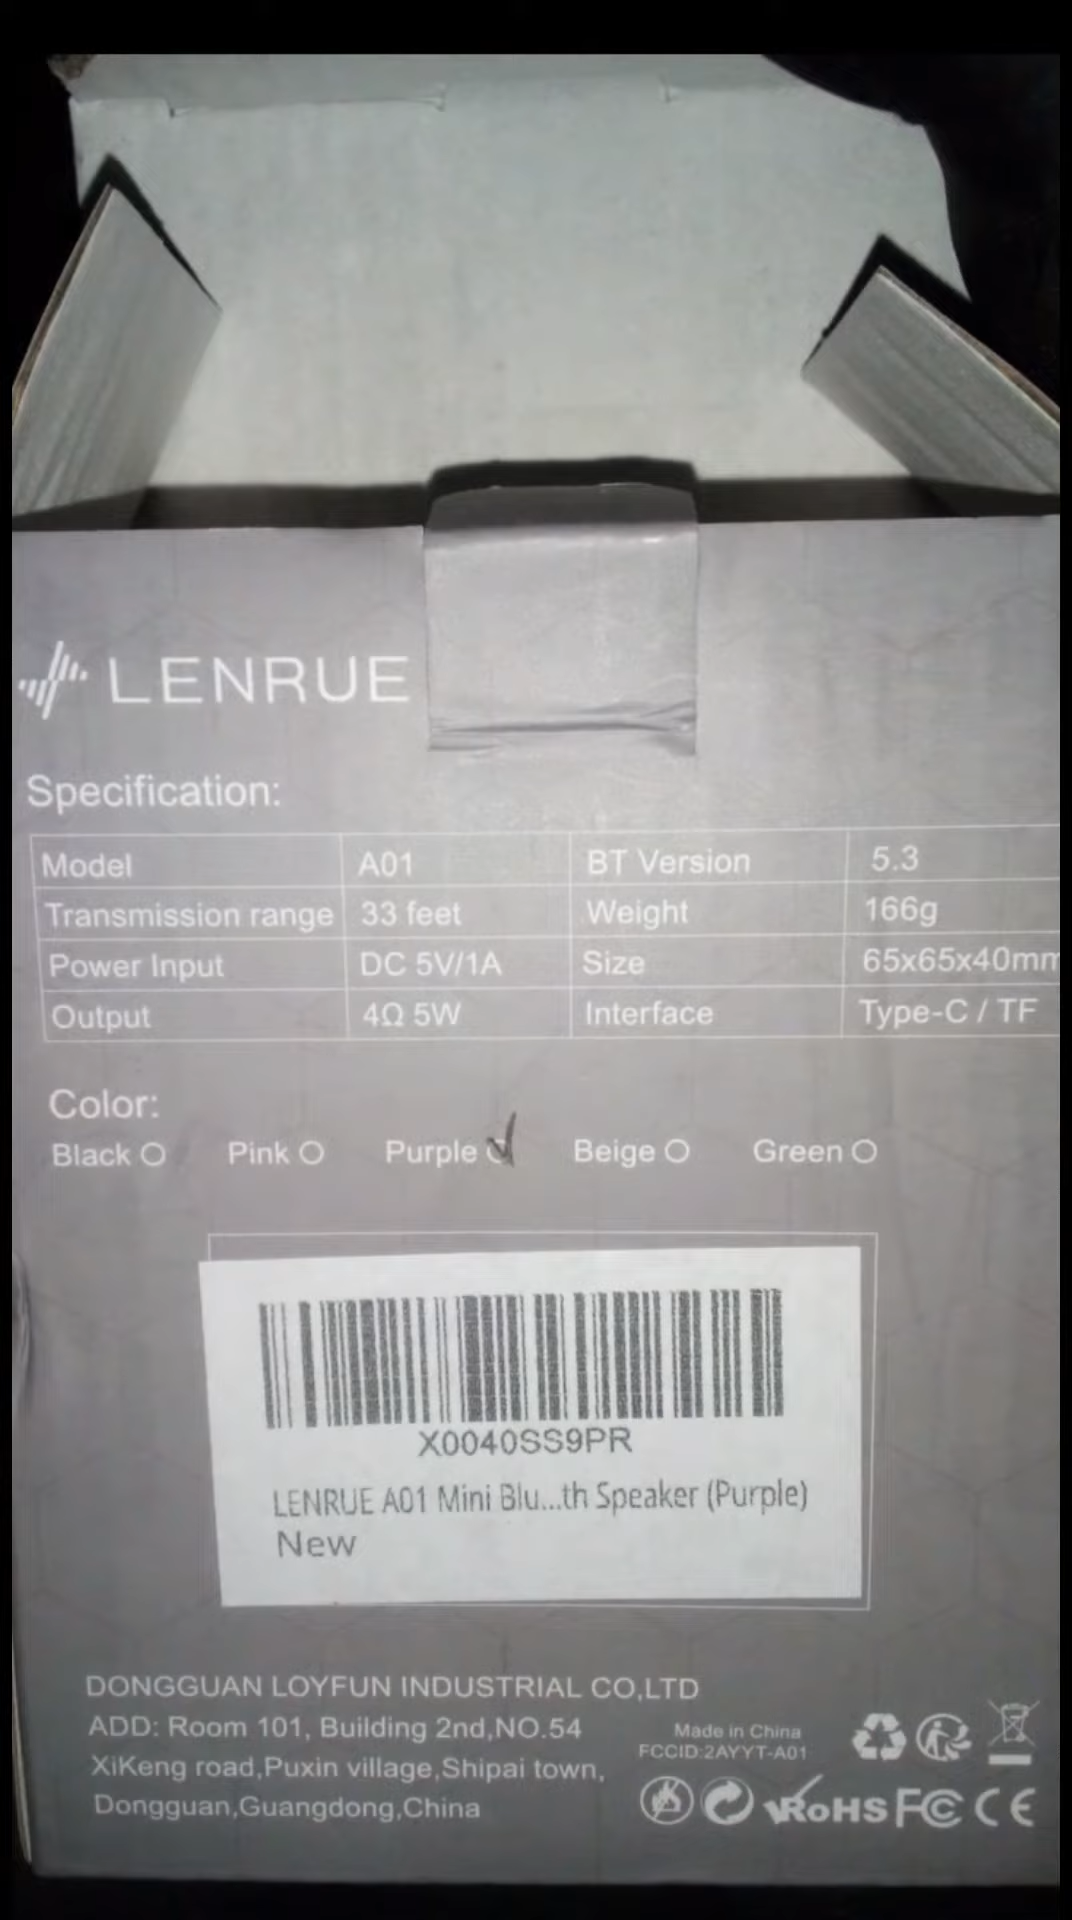 LENRUE
Specification:
Model A01 BT Version 5.3
Transmission range 33 feet Weight 166g
Power Input DC 5V/1A Size 65x65x40mm
Output 4Ω 5W Interface Type-C / TF
Color:
Black Pink Purple Beige Green
X0040SS9PR
LENRUE A01 Mini Blu...th Speaker (Purple)
New
DONGGUAN LOYFUN INDUSTRIAL CO,LTD
ADD: Room 101, Building 2nd,NO.54
XiKeng road,Puxin village,Shipai town,
Dongguan,Guangdong,China
Made in China
FCCID:2AYYT-A01
RoHS FC CE